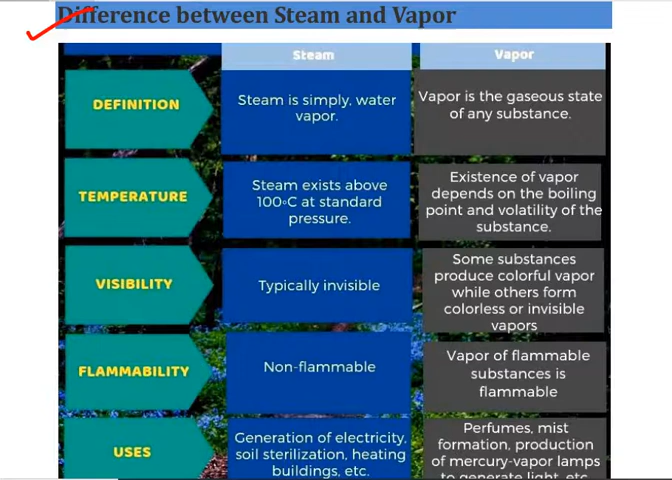 Difference between Steam and Vapor
Steam
Vapor
DEFINITION
Steam is simply, water
vapor.
Vapor is the gaseous state
of any substance.
TEMPERATURE
Steam exists above
100◦C at standard
pressure.
Existence of vapor
depends on the boiling
point and volatility of the
substance.
VISIBILITY
Typically invisible
Some substances
produce colorful vapor
while others form
colorless or invisible
vapors
FLAMMABILITY
Non-flammable
Vapor of flammable
substances is
flammable
USES
Generation of electricity,
soil sterilization, heating
buildings, etc.
Perfumes, mist
formation, production
of mercury-vapor lamps
to generate light, etc